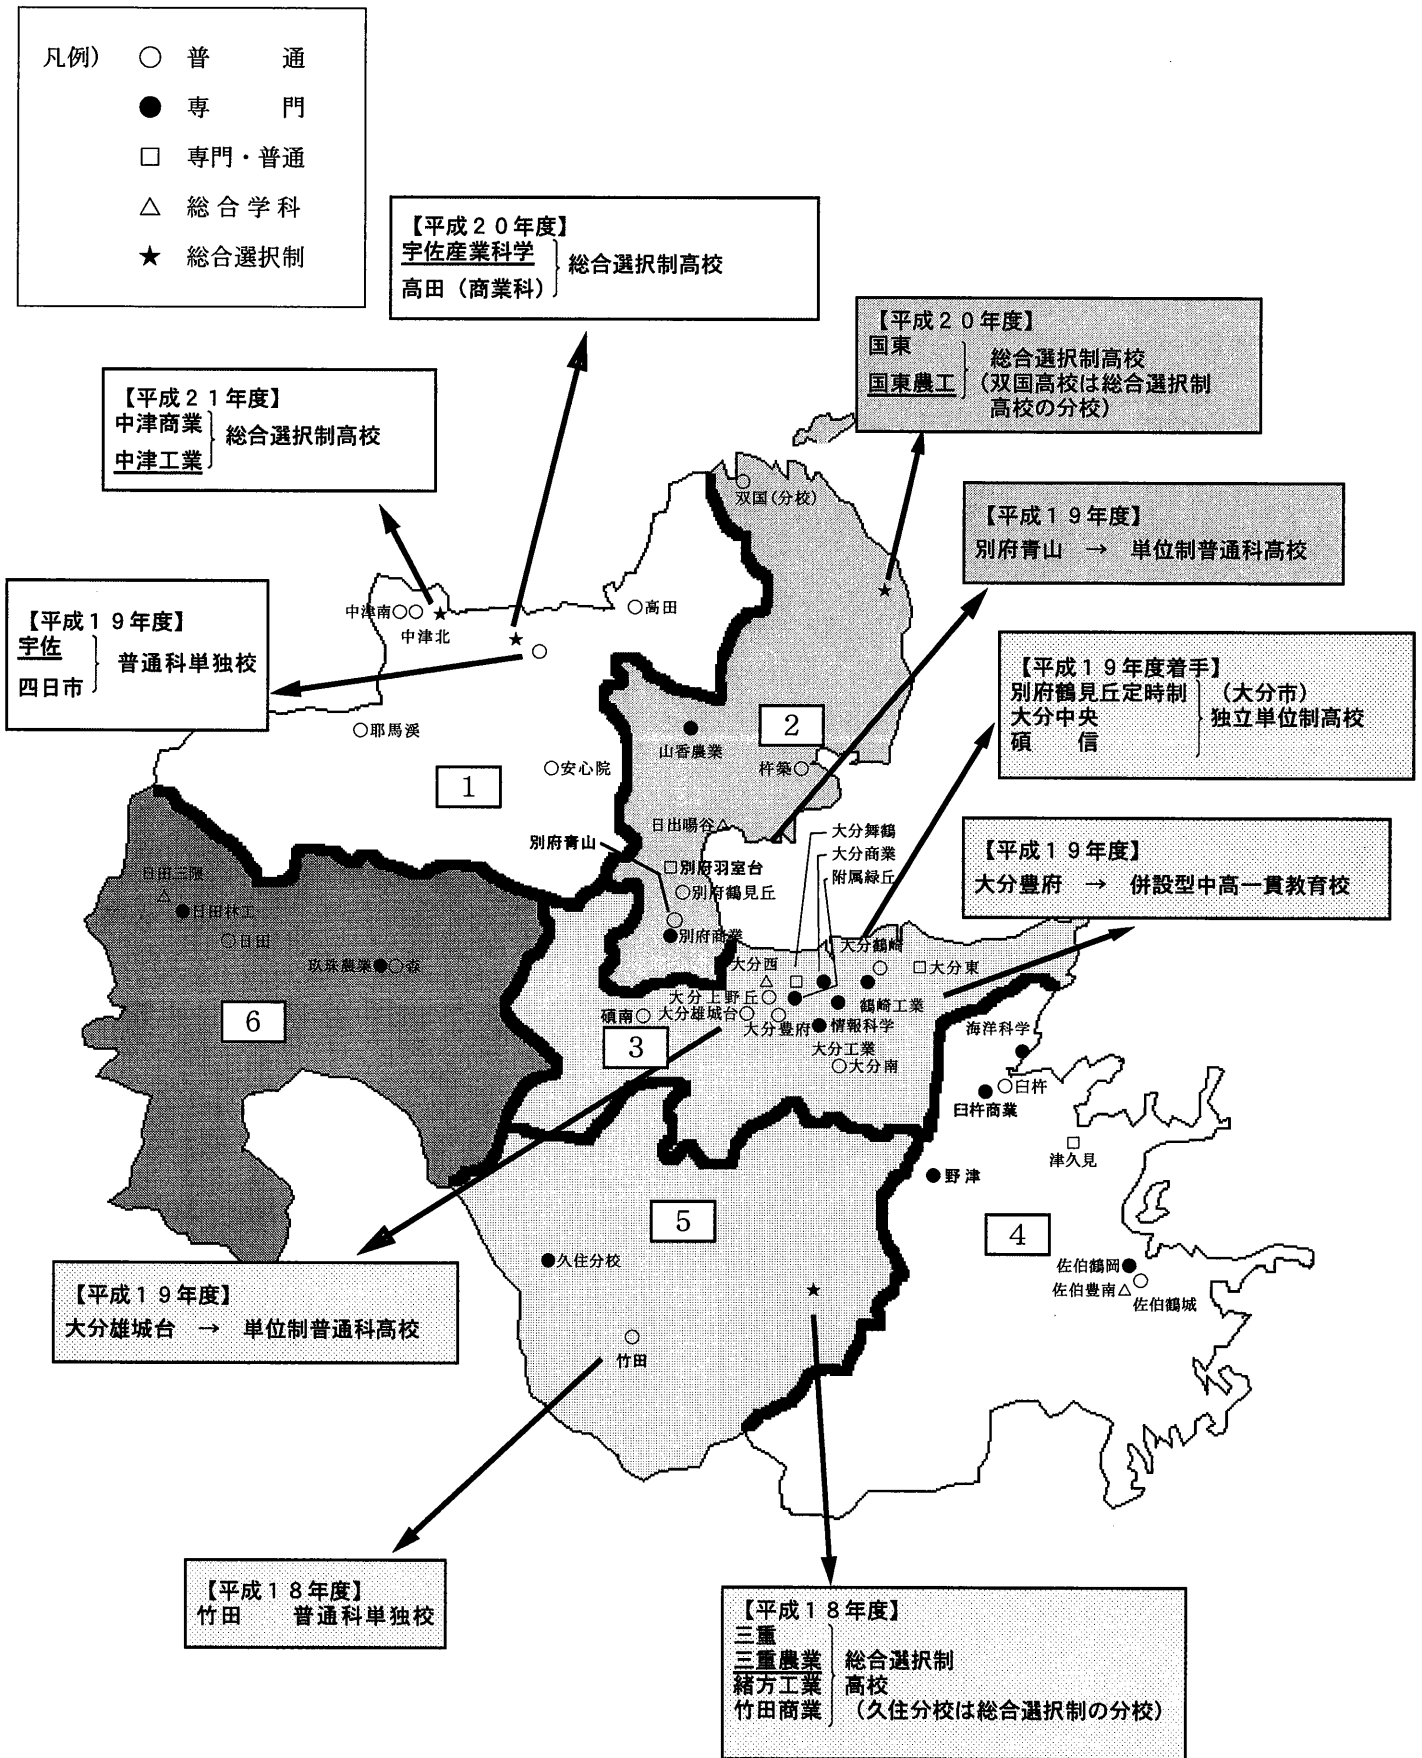 凡例）
○ 普　　通
● 専　　門
□ 専門・普通
△ 総合学科
★ 総合選択制
【平成２０年度】
宇佐産業科学
高田（商業科）
総合選択制高校
【平成２０年度】
国東
国東農工
総合選択制高校
（双国高校は総合選択制
高校の分校）
【平成２１年度】
中津商業
中津工業
総合選択制高校
【平成１９年度】
別府青山　→　単位制普通科高校
【平成１９年度】
宇佐
四日市
普通科単独校
【平成１９年度着手】
別府鶴見丘定時制
大分中央
碩　　信
（大分市）
独立単位制高校
【平成１９年度】
大分豊府　→　併設型中高一貫教育校
双国（分校）
中津南○○
中津北
○高田
○耶馬溪
○安心院
1
山香農業
2
杵築○
日出暘谷△
別府青山
□別府羽室台
○別府鶴見丘
●別府商業
大分舞鶴
大分商業
附属緑丘
日田三隈
●日田林工
○日田
玖珠農業●○森
6
大分鶴崎
大分西
□大分東
大分上野丘○
鶴崎工業
碩南○
大分雄城台○
大分豊府
●情報科学
3
大分工業
○大分南
海洋科学
○臼杵
臼杵商業
□
津久見
●野津
5
4
●久住分校
佐伯鶴岡●
佐伯豊南△
佐伯鶴城
竹田
【平成１９年度】
大分雄城台　→　単位制普通科高校
【平成１８年度】
竹田　　普通科単独校
【平成１８年度】
三重
三重農業
緒方工業
竹田商業
総合選択制
高校
（久住分校は総合選択制の分校）